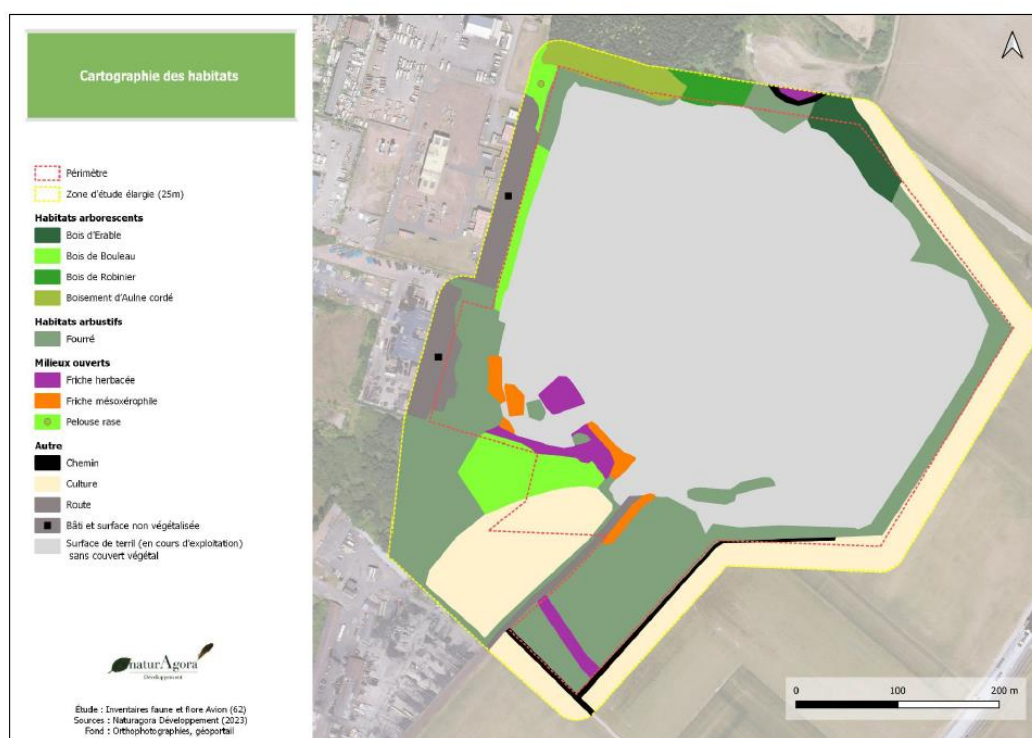 Cartographie des habitats
Périmètre
Zone d'étude élargie (25m)
Habitats arborescents
Bois d'Erable
Bois de Bouleau
Bois de Robinier
Boisement d'Aulne cordé
Habitats arbustifs
Fourré
Milieux ouverts
Friche herbacée
Friche mésoxérophile
Pelouse rase
Autre
Chemin
Culture
Route
Bâti et surface non végétalisée
Surface de terril (en cours d'exploitation)
sans couvert végétal
naturAgora
Développement
Étude : Inventaires faune et flore Avion (62)
Sources : Naturagora Développement (2023)
Fond : Orthophotographies, géoportail
0 100 200 m